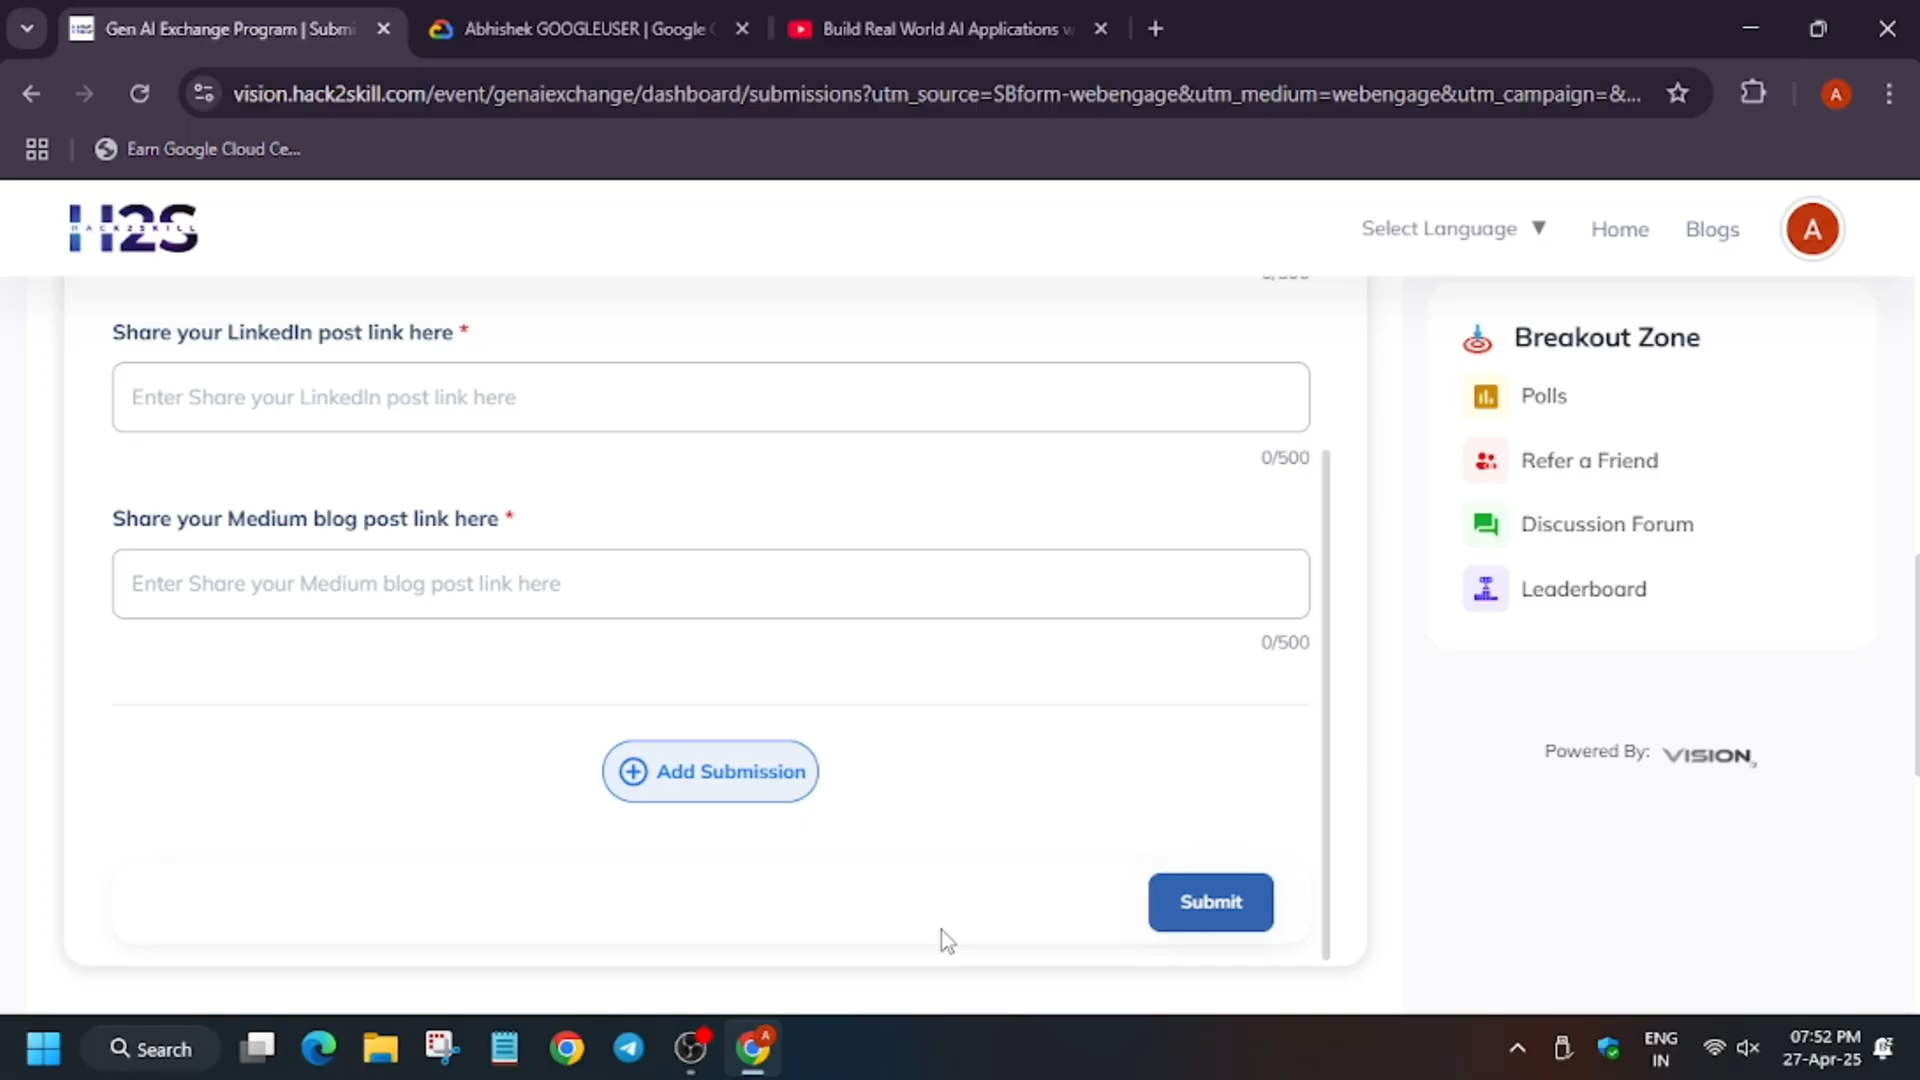 Gen AI Exchange Program | Subm
Abhishek GOOGLEUSER | Google
Build Real World AI Applications w
vision.hack2skill.com/event/genaiexchange/dashboard/submissions?utm_source=SBform-webengage&utm_medium=webengage&utm_campaign=&...
A
Earn Google Cloud Ce...
H2S
HACK2SKILL
Select Language ▼
Home
Blogs
A
Share your LinkedIn post link here *
Enter Share your LinkedIn post link here
0/500
Share your Medium blog post link here *
Enter Share your Medium blog post link here
0/500
Add Submission
Submit
Breakout Zone
Polls
Refer a Friend
Discussion Forum
Leaderboard
Powered By: VISION
Search
A
ENG
IN
07:52 PM
27-Apr-25